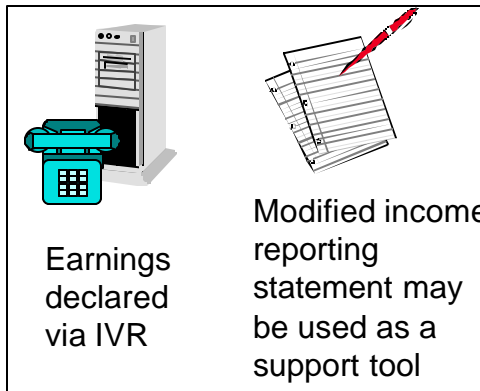 Earnings
declared
via IVR
Modified income
reporting
statement may
be used as a
support tool